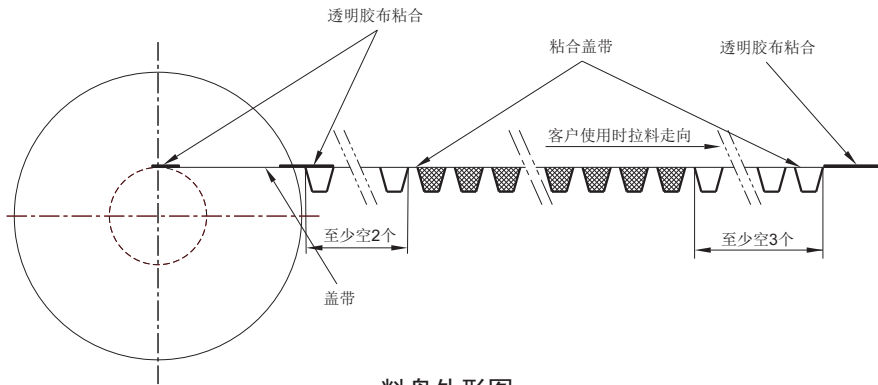 透明胶布粘合
粘合盖带
透明胶布粘合
客户使用时拉料走向
至少空2个
至少空3个
盖带
料盘外形图